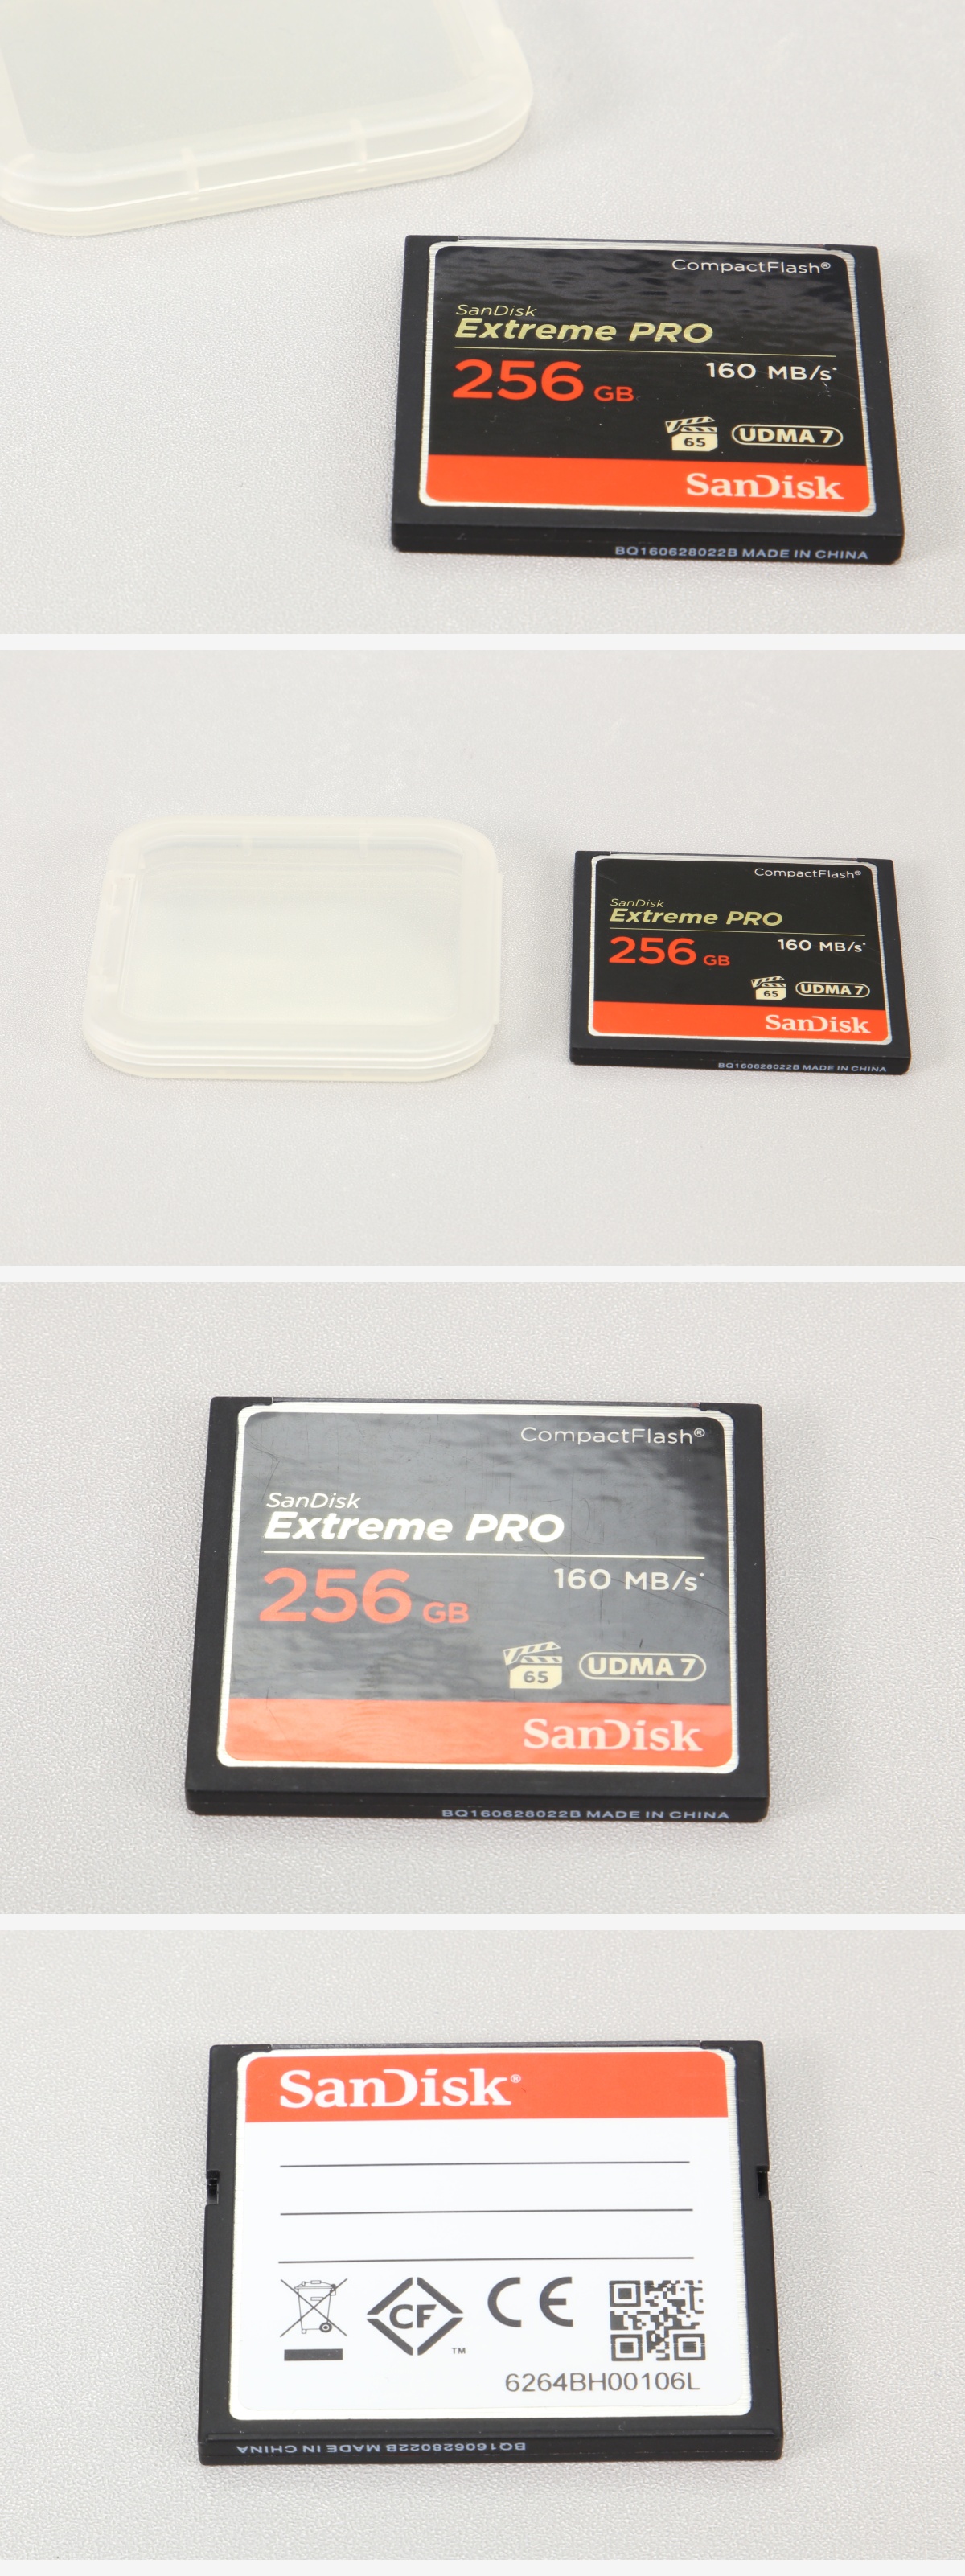 CompactFlash®
SanDisk
Extreme PRO
256 GB
160 MB/s*
65
UDMA 7
SanDisk
BQ160628022B MADE IN CHINA
CompactFlash®
SanDisk
Extreme PRO
256 GB
160 MB/s*
65
UDMA 7
SanDisk
BQ160628022B MADE IN CHINA
CompactFlash®
SanDisk
Extreme PRO
256 GB
160 MB/s*
65
UDMA 7
SanDisk
BQ160628022B MADE IN CHINA
SanDisk®
CF ™
CE
6264BH00106L
BQ160628022B MADE IN CHINA